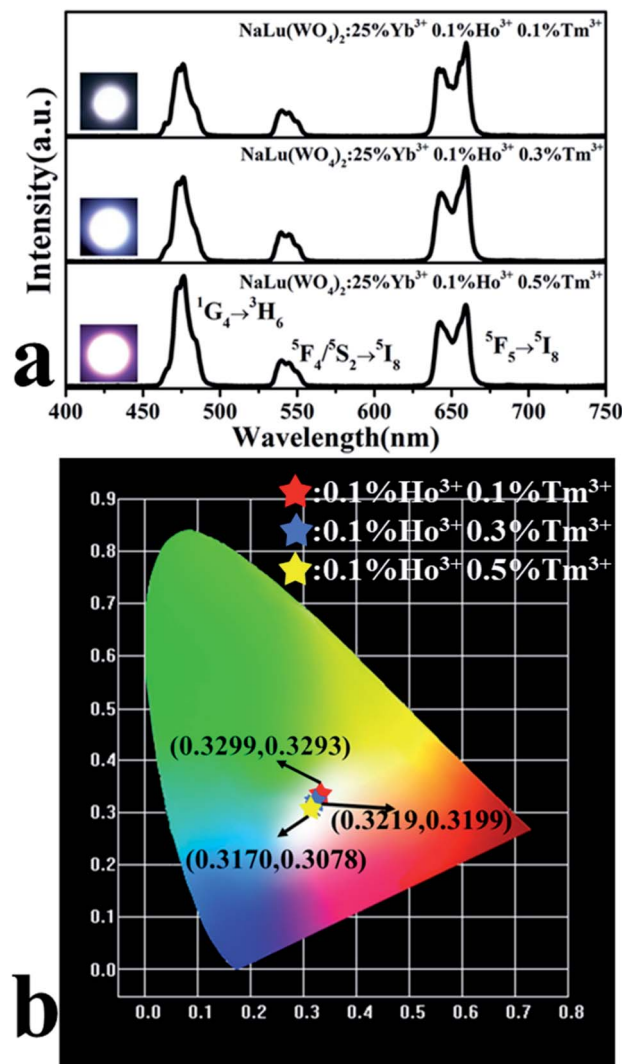 NaLu(WO₄)₂:25%Yb³⁺ 0.1%Ho³⁺ 0.1%Tm³⁺
NaLu(WO₄)₂:25%Yb³⁺ 0.1%Ho³⁺ 0.3%Tm³⁺
NaLu(WO₄)₂:25%Yb³⁺ 0.1%Ho³⁺ 0.5%Tm³⁺
¹G₄→³H₆
⁵F₄/⁵S₂→⁵I₈
⁵F₅→⁵I₈
Intensity(a.u.)
a
400 450 500 550 600 650 700 750
Wavelength(nm)
:0.1%Ho³⁺ 0.1%Tm³⁺
:0.1%Ho³⁺ 0.3%Tm³⁺
:0.1%Ho³⁺ 0.5%Tm³⁺
0.9
0.8
0.7
0.6
0.5
0.4
0.3
0.2
0.1
0.0
(0.3299,0.3293)
(0.3219,0.3199)
(0.3170,0.3078)
0.0 0.1 0.2 0.3 0.4 0.5 0.6 0.7 0.8
b